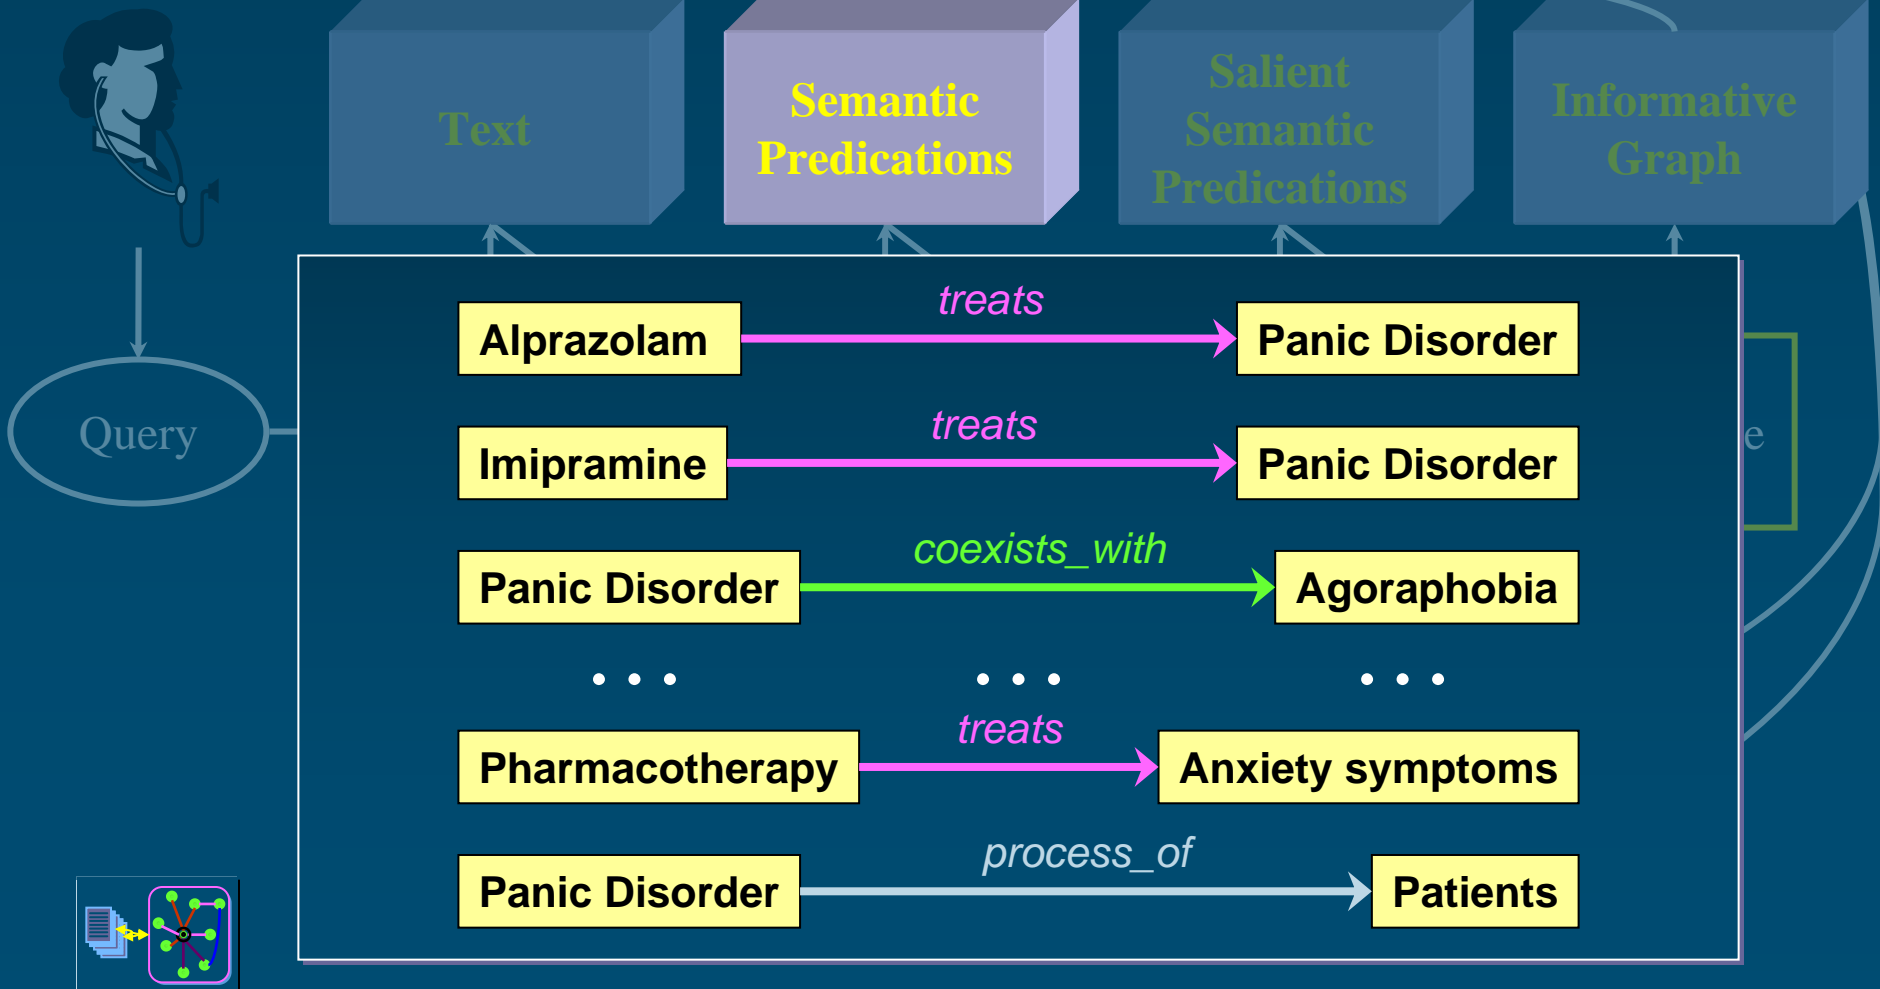 Text
Semantic
Predications
Salient
Semantic
Predications
Informative
Graph
Query
Alprazolam
treats
Panic Disorder
Imipramine
treats
Panic Disorder
e
Panic Disorder
coexists_with
Agoraphobia
. . .
. . .
. . .
Pharmacotherapy
treats
Anxiety symptoms
Panic Disorder
process_of
Patients